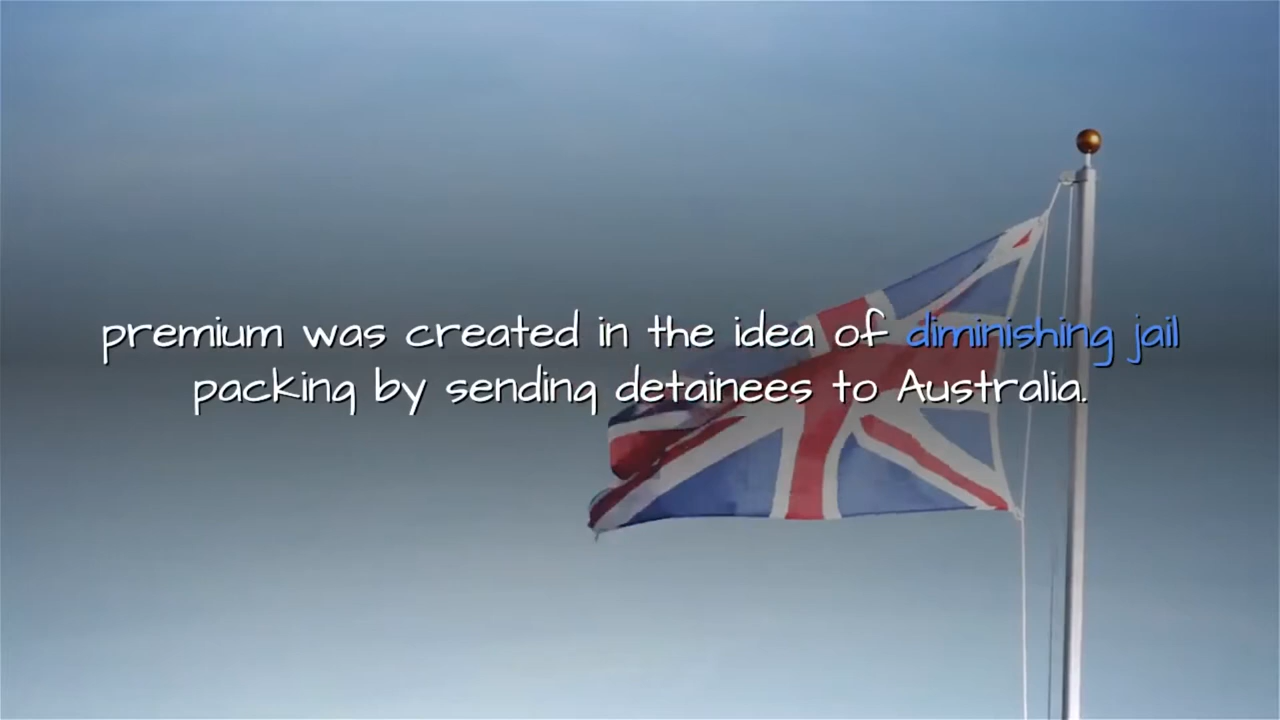 premium was created in the idea of diminishing jail
packing by sending detainees to Australia.